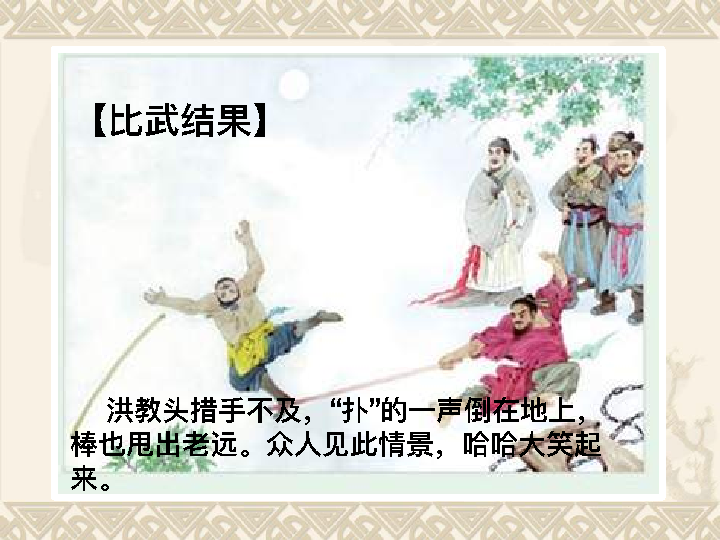 【比武结果】
洪教头措手不及，“扑”的一声倒在地上，
棒也甩出老远。众人见此情景，哈哈大笑起
来。